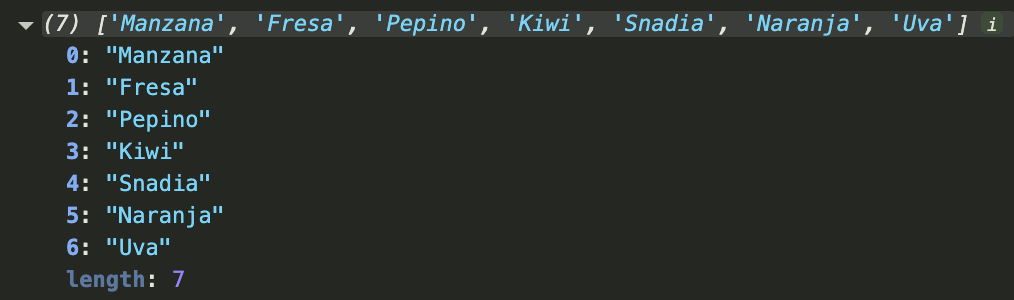 (7) ['Manzana', 'Fresa', 'Pepino', 'Kiwi', 'Snadia', 'Naranja', 'Uva'] i
0: "Manzana"
1: "Fresa"
2: "Pepino"
3: "Kiwi"
4: "Snadia"
5: "Naranja"
6: "Uva"
length: 7